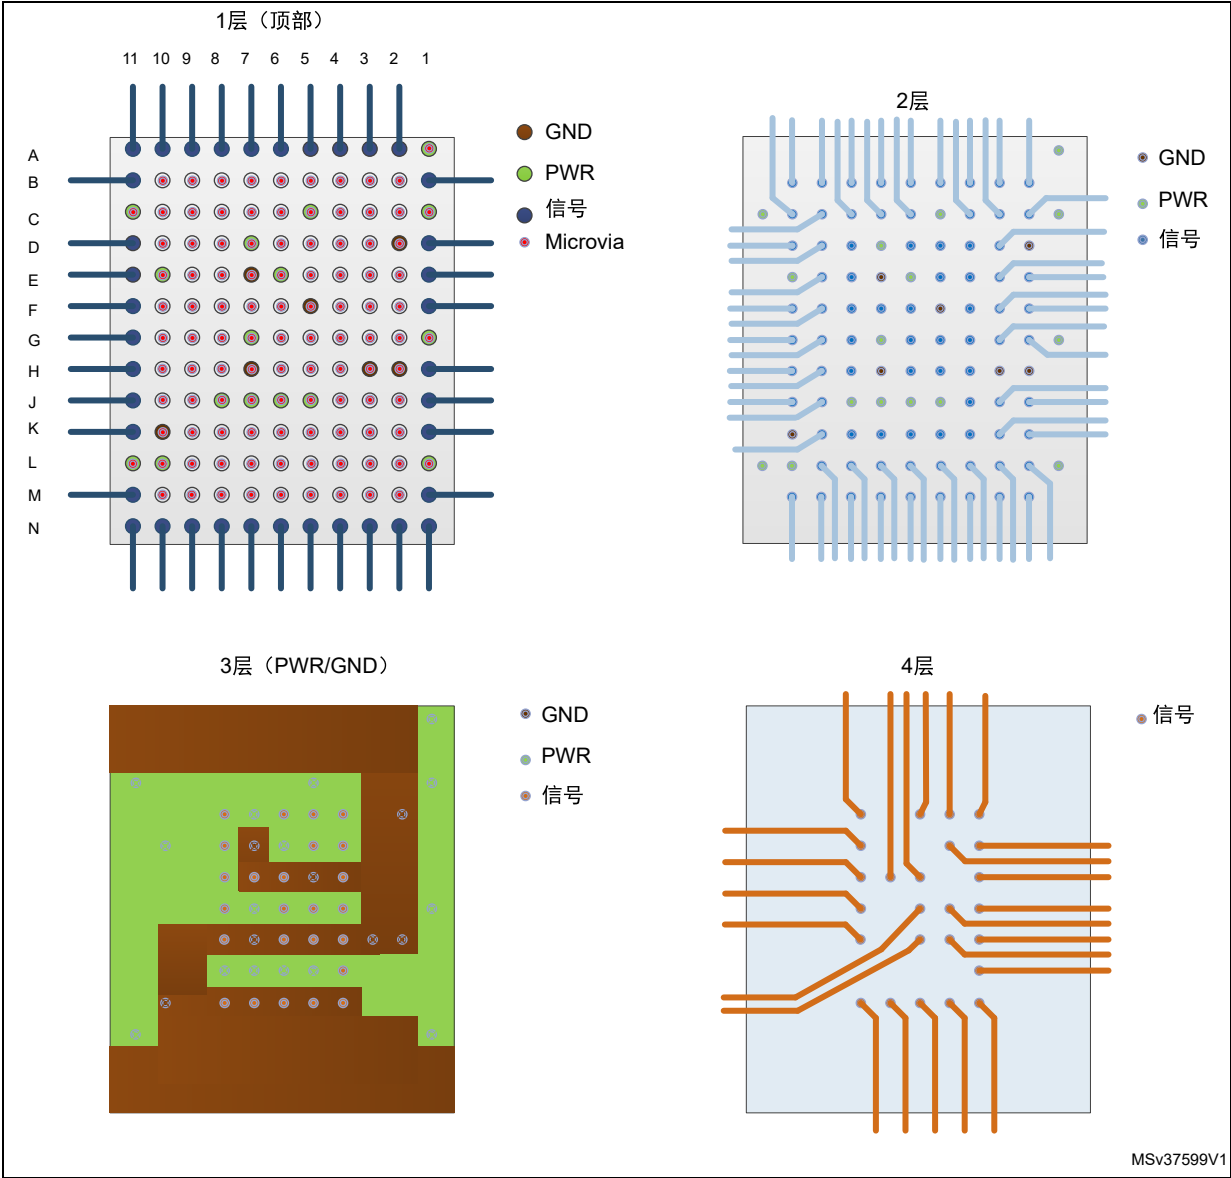 1层（顶部）
11 10 9 8 7 6 5 4 3 2 1
A
B
C
D
E
F
G
H
J
K
L
M
N
GND
PWR
信号
Microvia
2层
GND
PWR
信号
3层（PWR/GND）
GND
PWR
信号
4层
信号
MSv37599V1